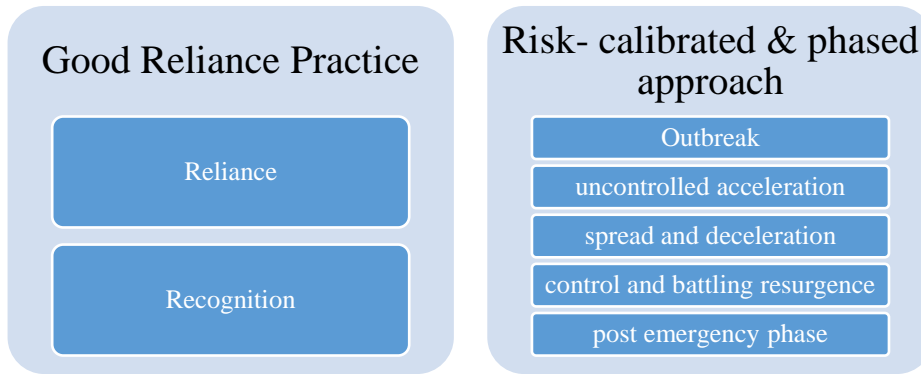 Good Reliance Practice
Reliance
Recognition
Risk- calibrated & phased
approach
Outbreak
uncontrolled acceleration
spread and deceleration
control and battling resurgence
post emergency phase